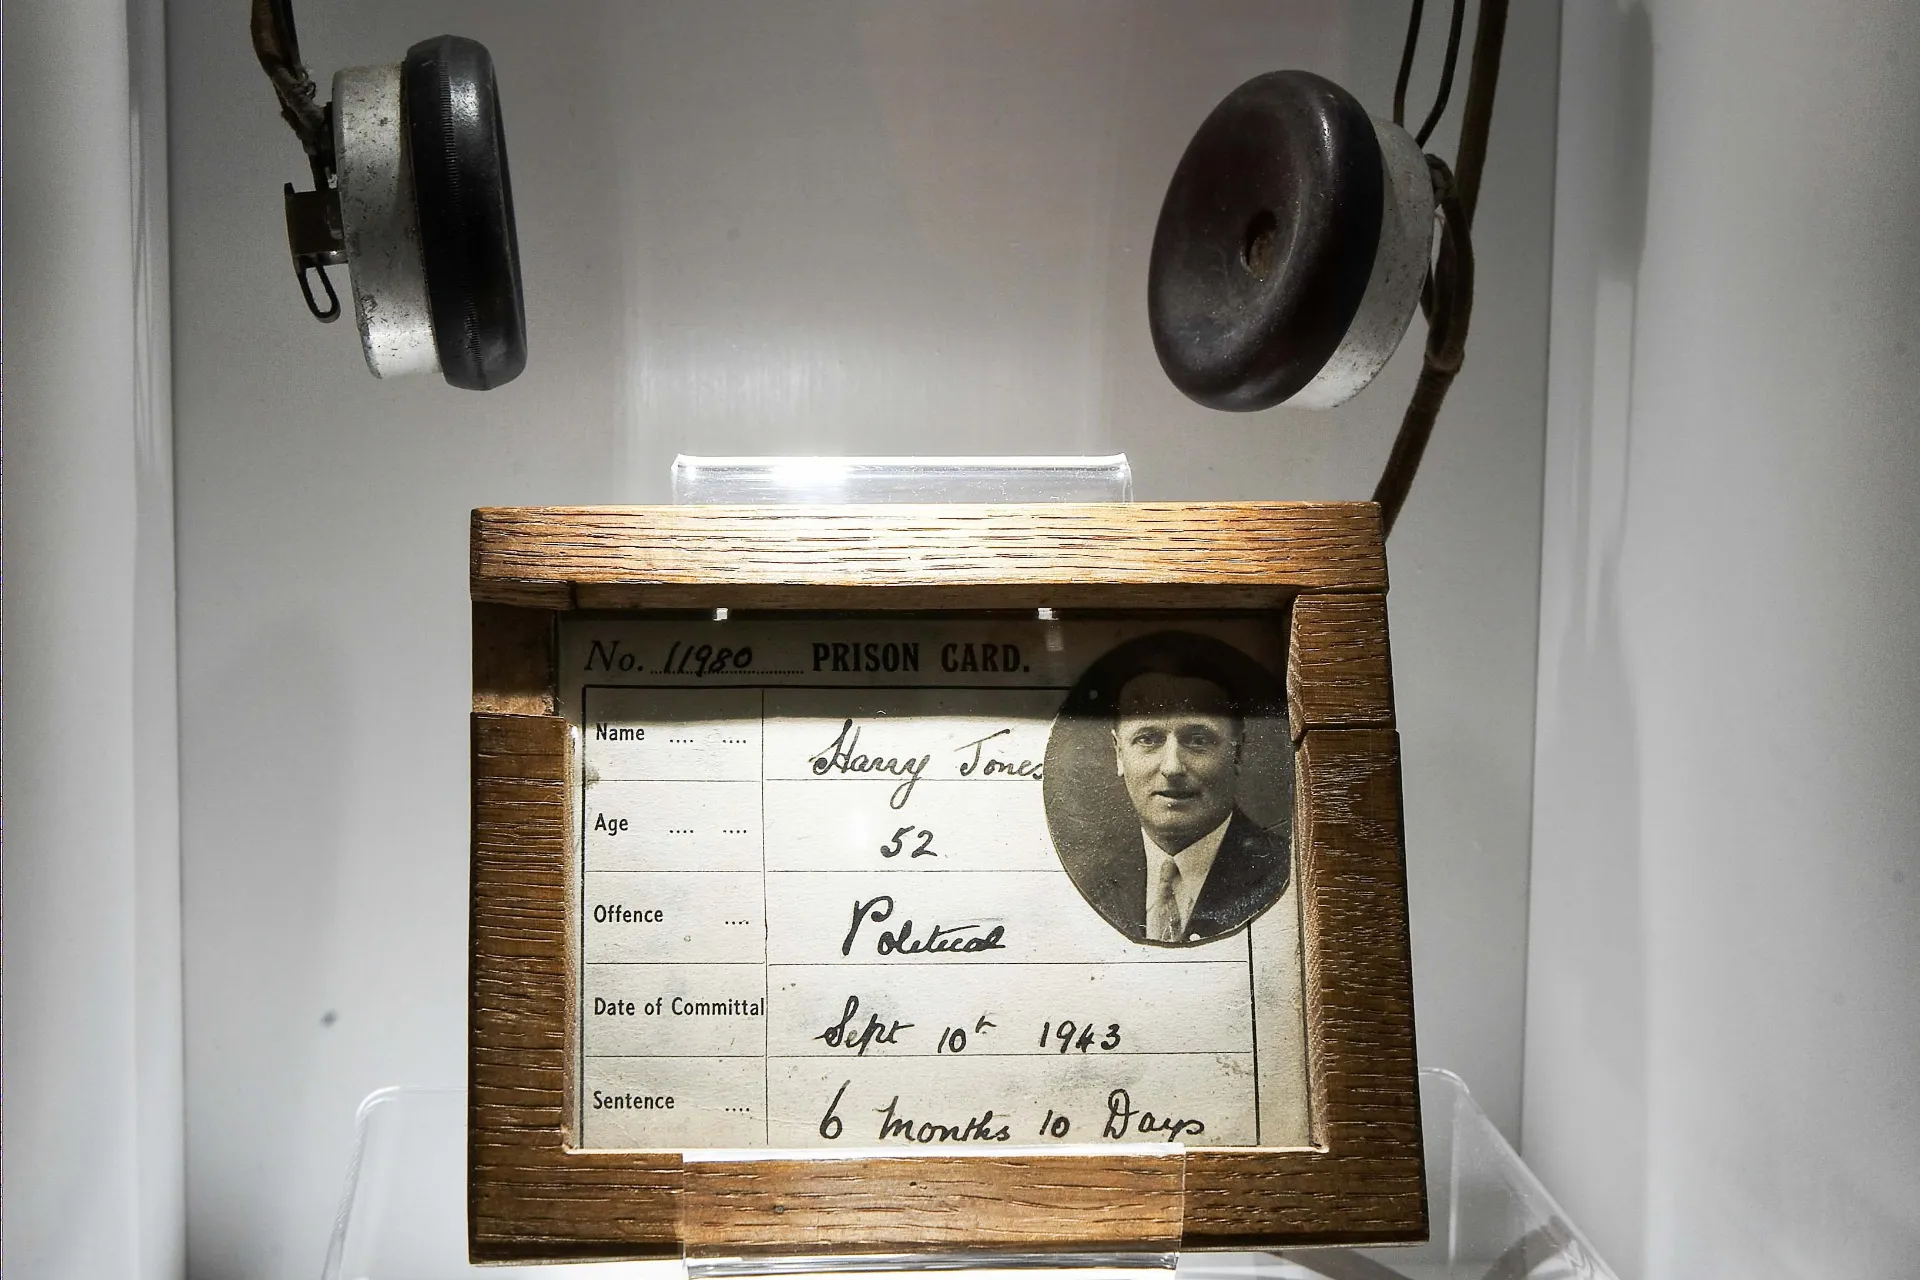 No. 11980 PRISON CARD.
Name .... .... Harry Jones
Age .... .... 52
Offence .... Political
Date of Committal Sept 10th 1943
Sentence .... 6 Months 10 Days